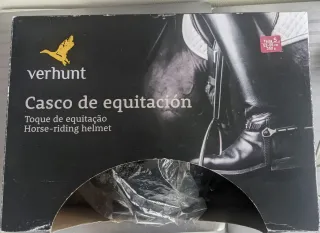 verhunt
Casco de equitación
Toque de equitação
Horse-riding helmet